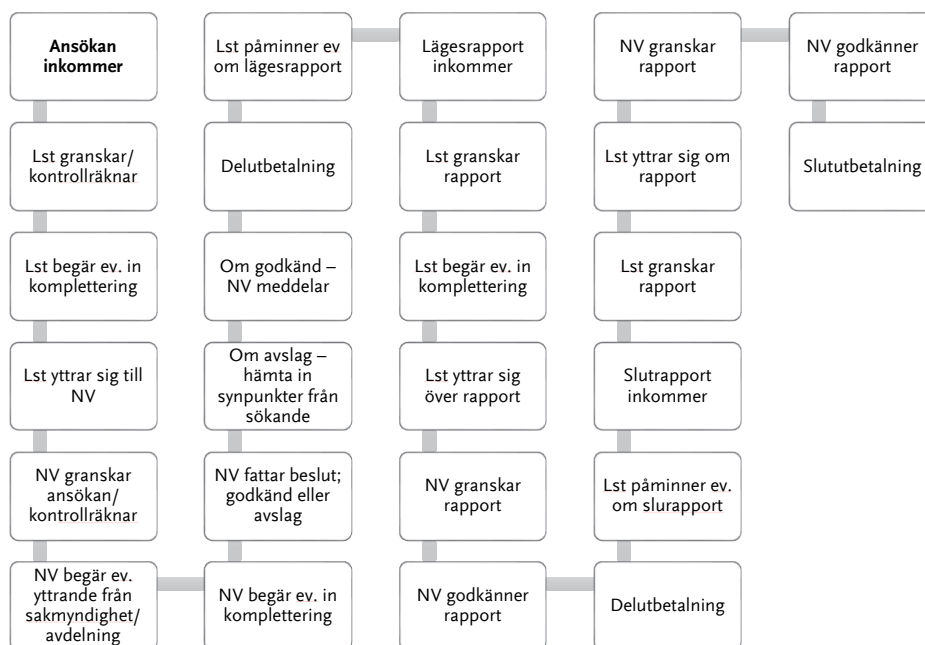 Ansökan
inkommer
Lst granskar/
kontrollräknar
Lst begär ev. in
komplettering
Lst yttrar sig till
NV
NV granskar
ansökan/
kontrollräknar
NV begär ev.
yttrande från
sakmyndighet/
avdelning
NV begär ev. in
komplettering
NV fattar beslut;
godkänd eller
avslag
Om avslag –
hämta in
synpunkter från
sökande
Om godkänd –
NV meddelar
Delutbetalning
Lst påminner ev
om lägesrapport
Lägesrapport
inkommer
Lst granskar
rapport
Lst begär ev. in
komplettering
Lst yttrar sig
över rapport
NV granskar
rapport
NV godkänner
rapport
Delutbetalning
Lst påminner ev.
om slurapport
Slutrapport
inkommer
Lst granskar
rapport
Lst yttrar sig om
rapport
NV granskar
rapport
NV godkänner
rapport
Slututbetalning